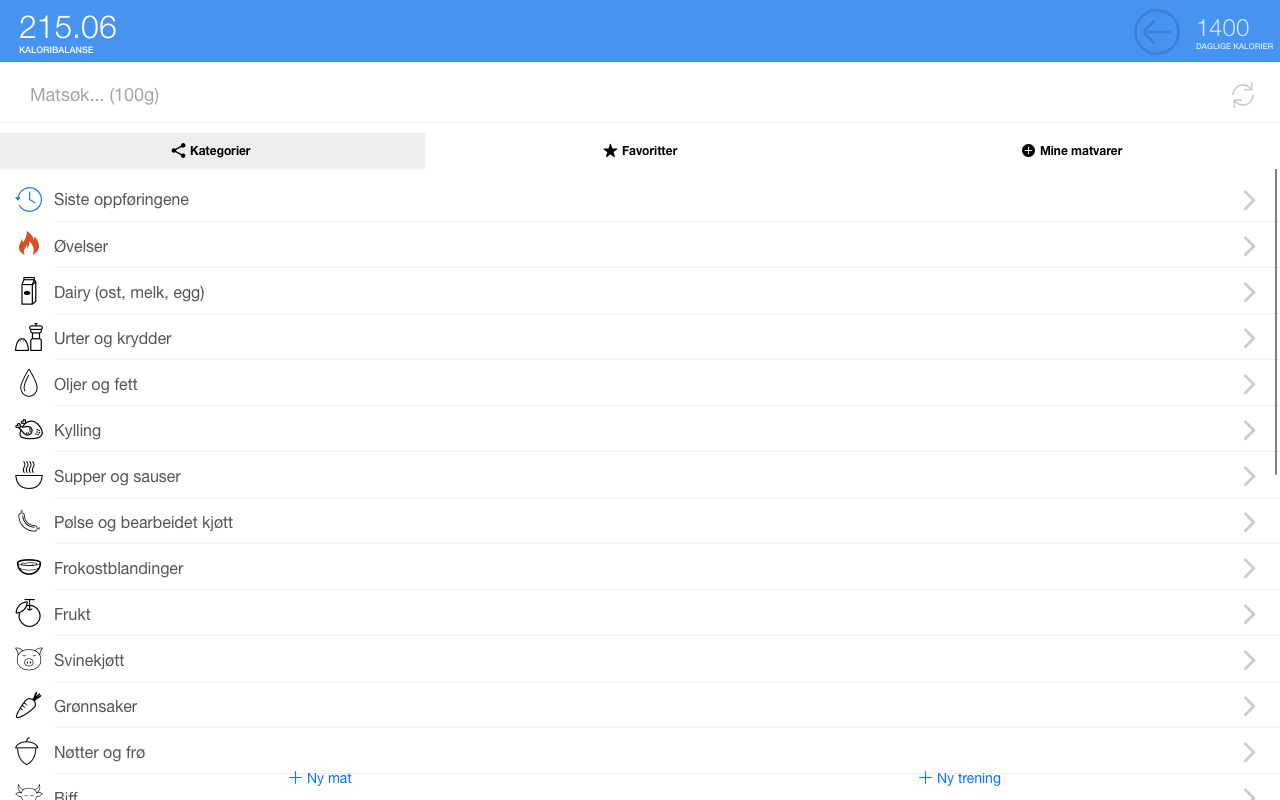 215.06
KALORIBALANSE
1400
DAGLIGE KALORIER
Matsøk... (100g)
Kategorier
Favoritter
Mine matvarer
Siste oppføringene
Øvelser
Dairy (ost, melk, egg)
Urter og krydder
Oljer og fett
Kylling
Supper og sauser
Pølse og bearbeidet kjøtt
Frokostblandinger
Frukt
Svinekjøtt
Grønnsaker
Nøtter og frø
Ny mat
Ny trening
Biff